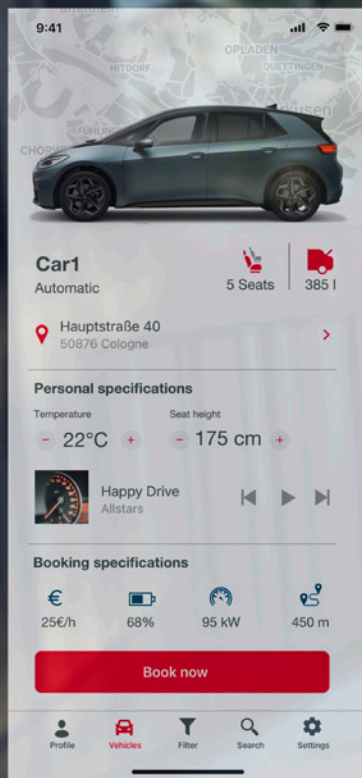 9:41
OPLADEN
HITDORF
QUETTINGEN
FÜHLING
CHORW
kusen
Car1
Automatic
5 Seats
385 l
Hauptstraße 40
50876 Cologne
Personal specifications
Temperature
Seat height
- 22°C +
- 175 cm +
Happy Drive
Allstars
Booking specifications
25€/h
68%
95 kW
450 m
Book now
Profile
Vehicles
Filter
Search
Settings